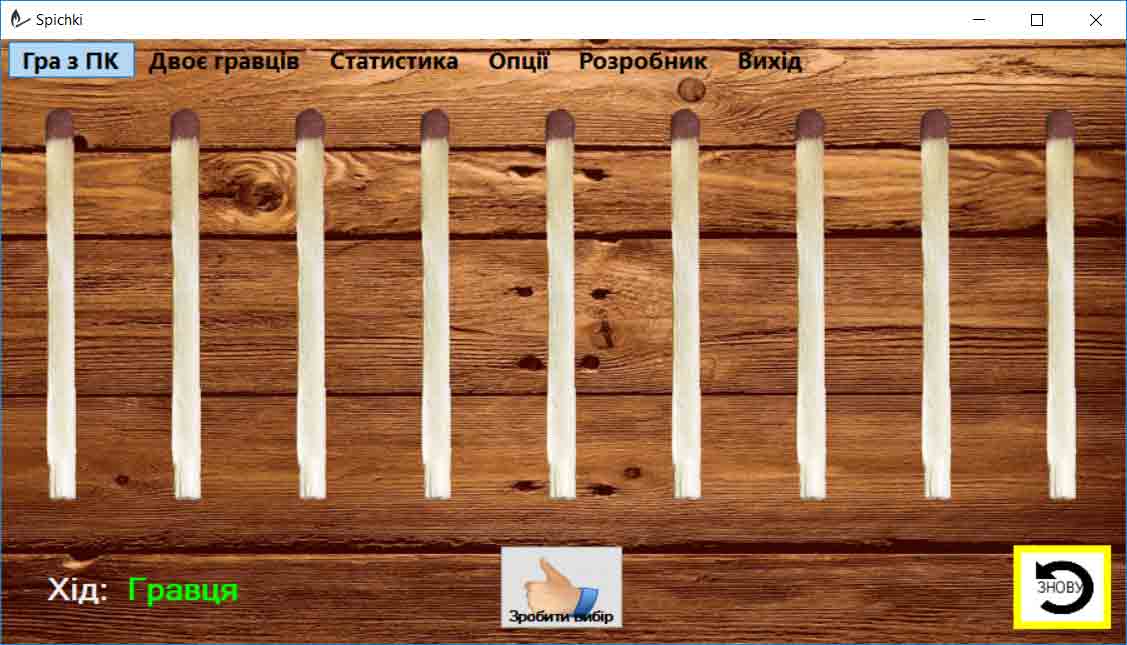 Spichki
Гра з ПК Двоє гравців Статистика Опції Розробник Вихід
Хід: Гравця
Зробити вибір
ЗНОВУ